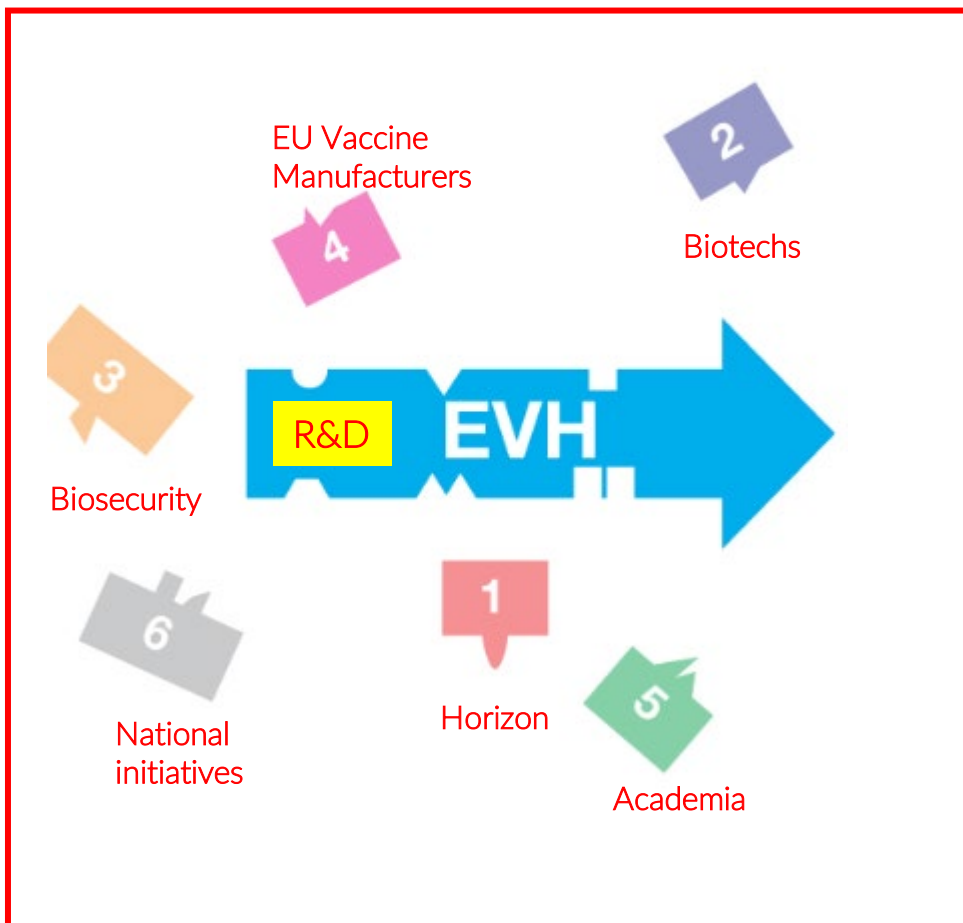 EU Vaccine
Manufacturers
2
4
Biotechs
3
R&D EVH
Biosecurity
1
6
5
Horizon
National
initiatives
Academia